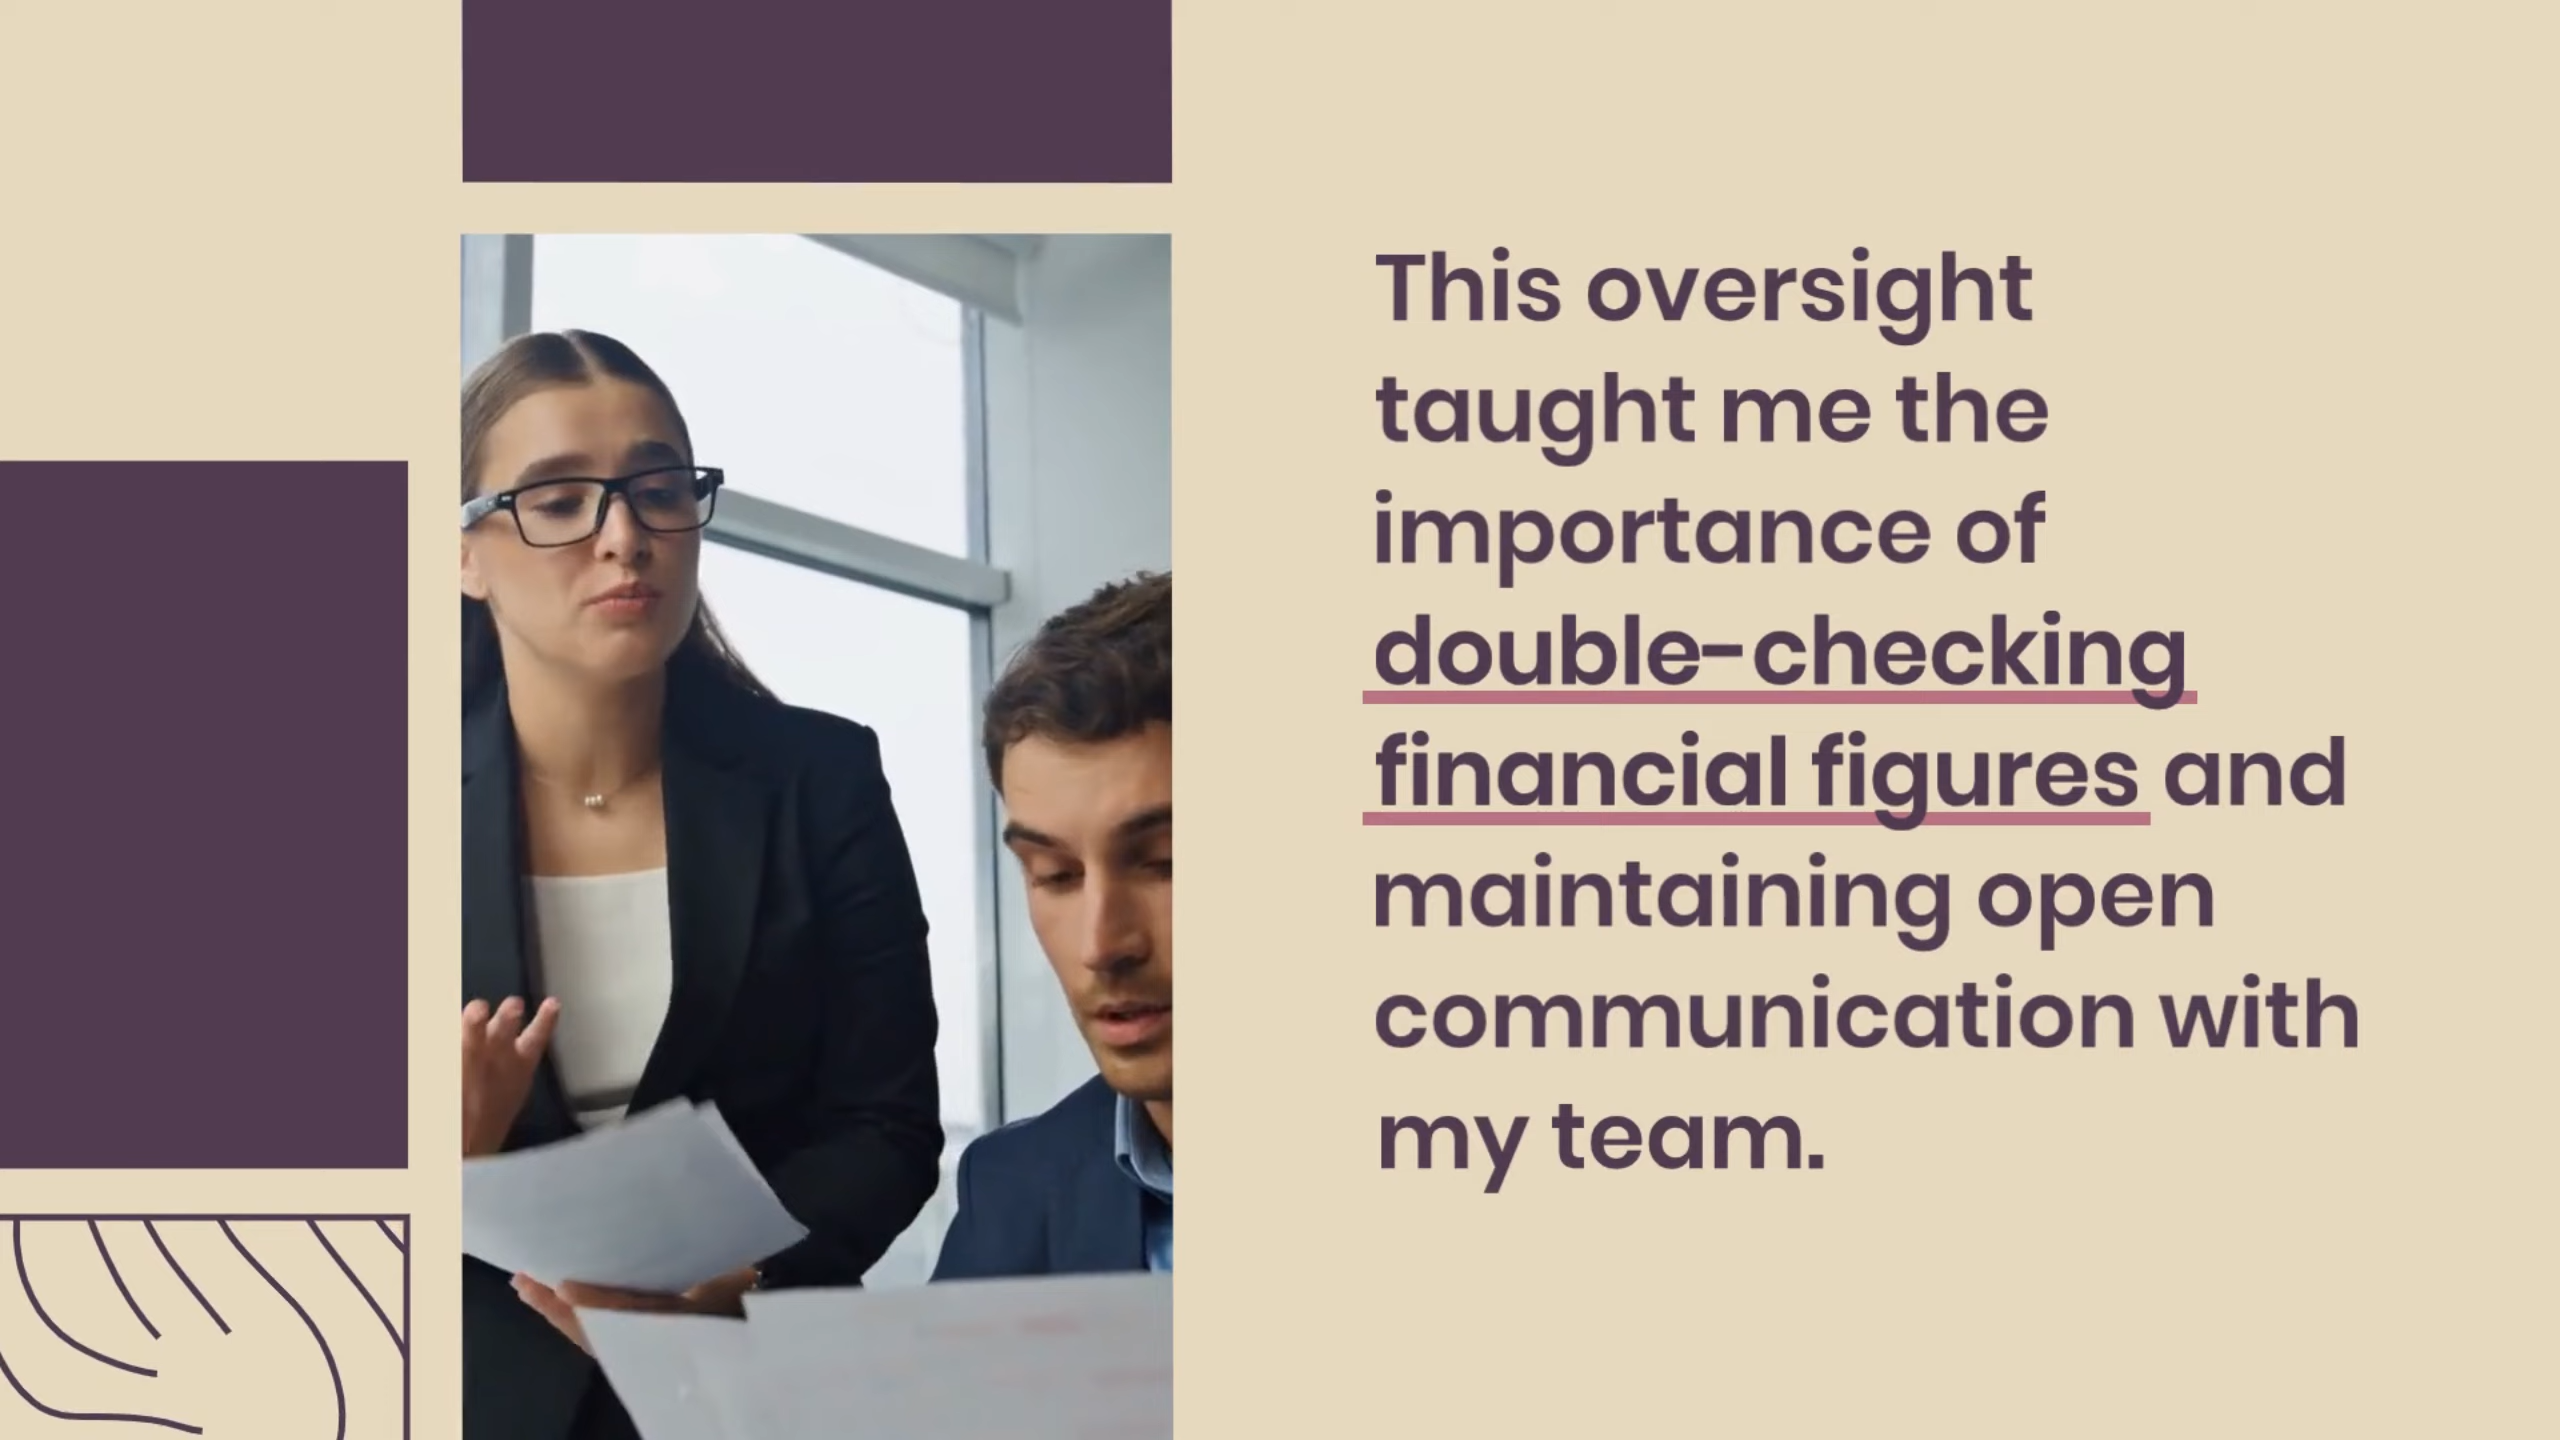 This oversight
taught me the
importance of
double-checking
financial figures and
maintaining open
communication with
my team.